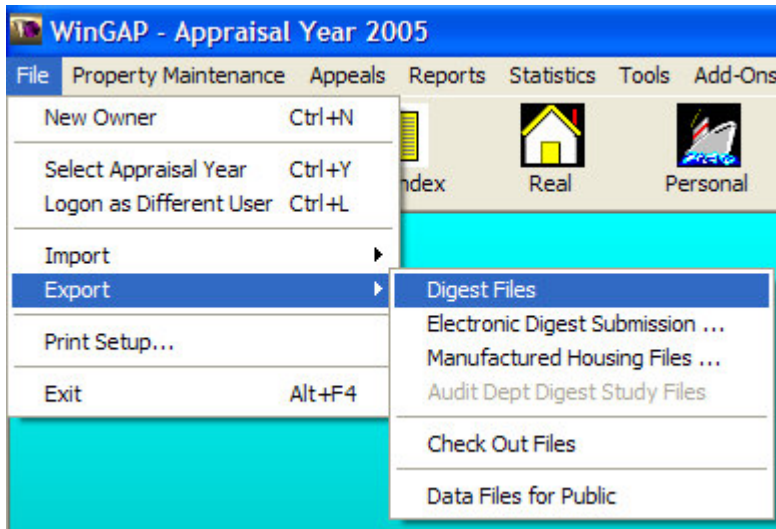 WinGAP - Appraisal Year 2005
File Property Maintenance Appeals Reports Statistics Tools Add-Ons
New Owner Ctrl+N
Select Appraisal Year Ctrl+Y
Logon as Different User Ctrl+L
Import
Export
Print Setup...
Exit Alt+F4
ndex Real Personal
Digest Files
Electronic Digest Submission ...
Manufactured Housing Files ...
Audit Dept Digest Study Files
Check Out Files
Data Files for Public